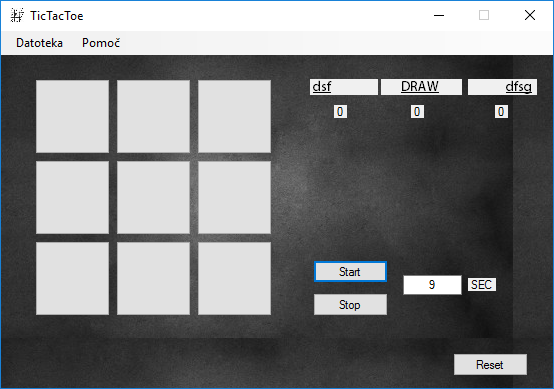 TicTacToe
Datoteka Pomoč
dsf DRAW dfsg
0 0 0
Start
9 SEC
Stop
Reset